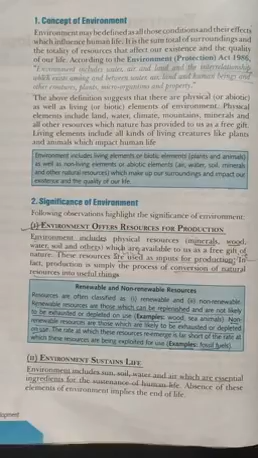 1. Concept of Environment
Environment may be defined as all those conditions and their effects
which influence human life. It is the sum total of surroundings and
the totality of resources that affect our existence and the quality
of our life. According to the Environment (Protection) Act 1986,
"Environment includes water, air and land and the interrelationship
which exists among and between water, air, land and human beings and
other creatures, plants, micro-organisms and property."
The above definition suggests that there are physical (or abiotic)
as well as living (or biotic) elements of environment. Physical
elements include land, water, climate, mountains, minerals and
all other resources which nature has provided to us as a free gift.
Living elements include all kinds of living creatures like plants
and animals which impact human life
Environment includes living elements or biotic elements (plants and animals)
as well as non-living elements or abiotic elements (air, water, soil, minerals
and other natural resources) which make up our surroundings and impact our
existence and the quality of our life.
2. Significance of Environment
Following observations highlight the significance of environment:
(i) ENVIRONMENT OFFERS RESOURCES FOR PRODUCTION
Environment includes physical resources (minerals, wood,
water, soil and others) which are available to us as a free gift of
nature. These resources are used as inputs for production. In
fact, production is simply the process of conversion of natural
resources into useful things
Renewable and Non-renewable Resources
Resources are often classified as (i) renewable and (ii) non-renewable.
Renewable resources are those which can be replenished and are not likely
to be exhausted or depleted on use (Examples: wood, sea animals). Non-
renewable resources are those which are likely to be exhausted or depleted
on use. The rate at which these resources re-emerge is far short of the rate at
which these resources are being exploited for use (Examples: fossil fuels).
(ii) ENVIRONMENT SUSTAINS LIFE
Environment includes sun, soil, water and air which are essential
ingredients for the sustenance of human life. Absence of these
elements of environment implies the end of life.